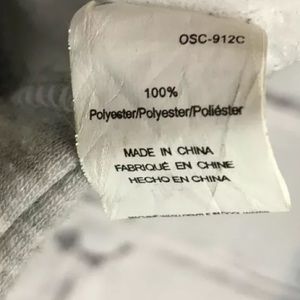 OSC-912C
100%
Polyester/Polyester/Poliéster
MADE IN CHINA
FABRIQUÉ EN CHINE
HECHO EN CHINA